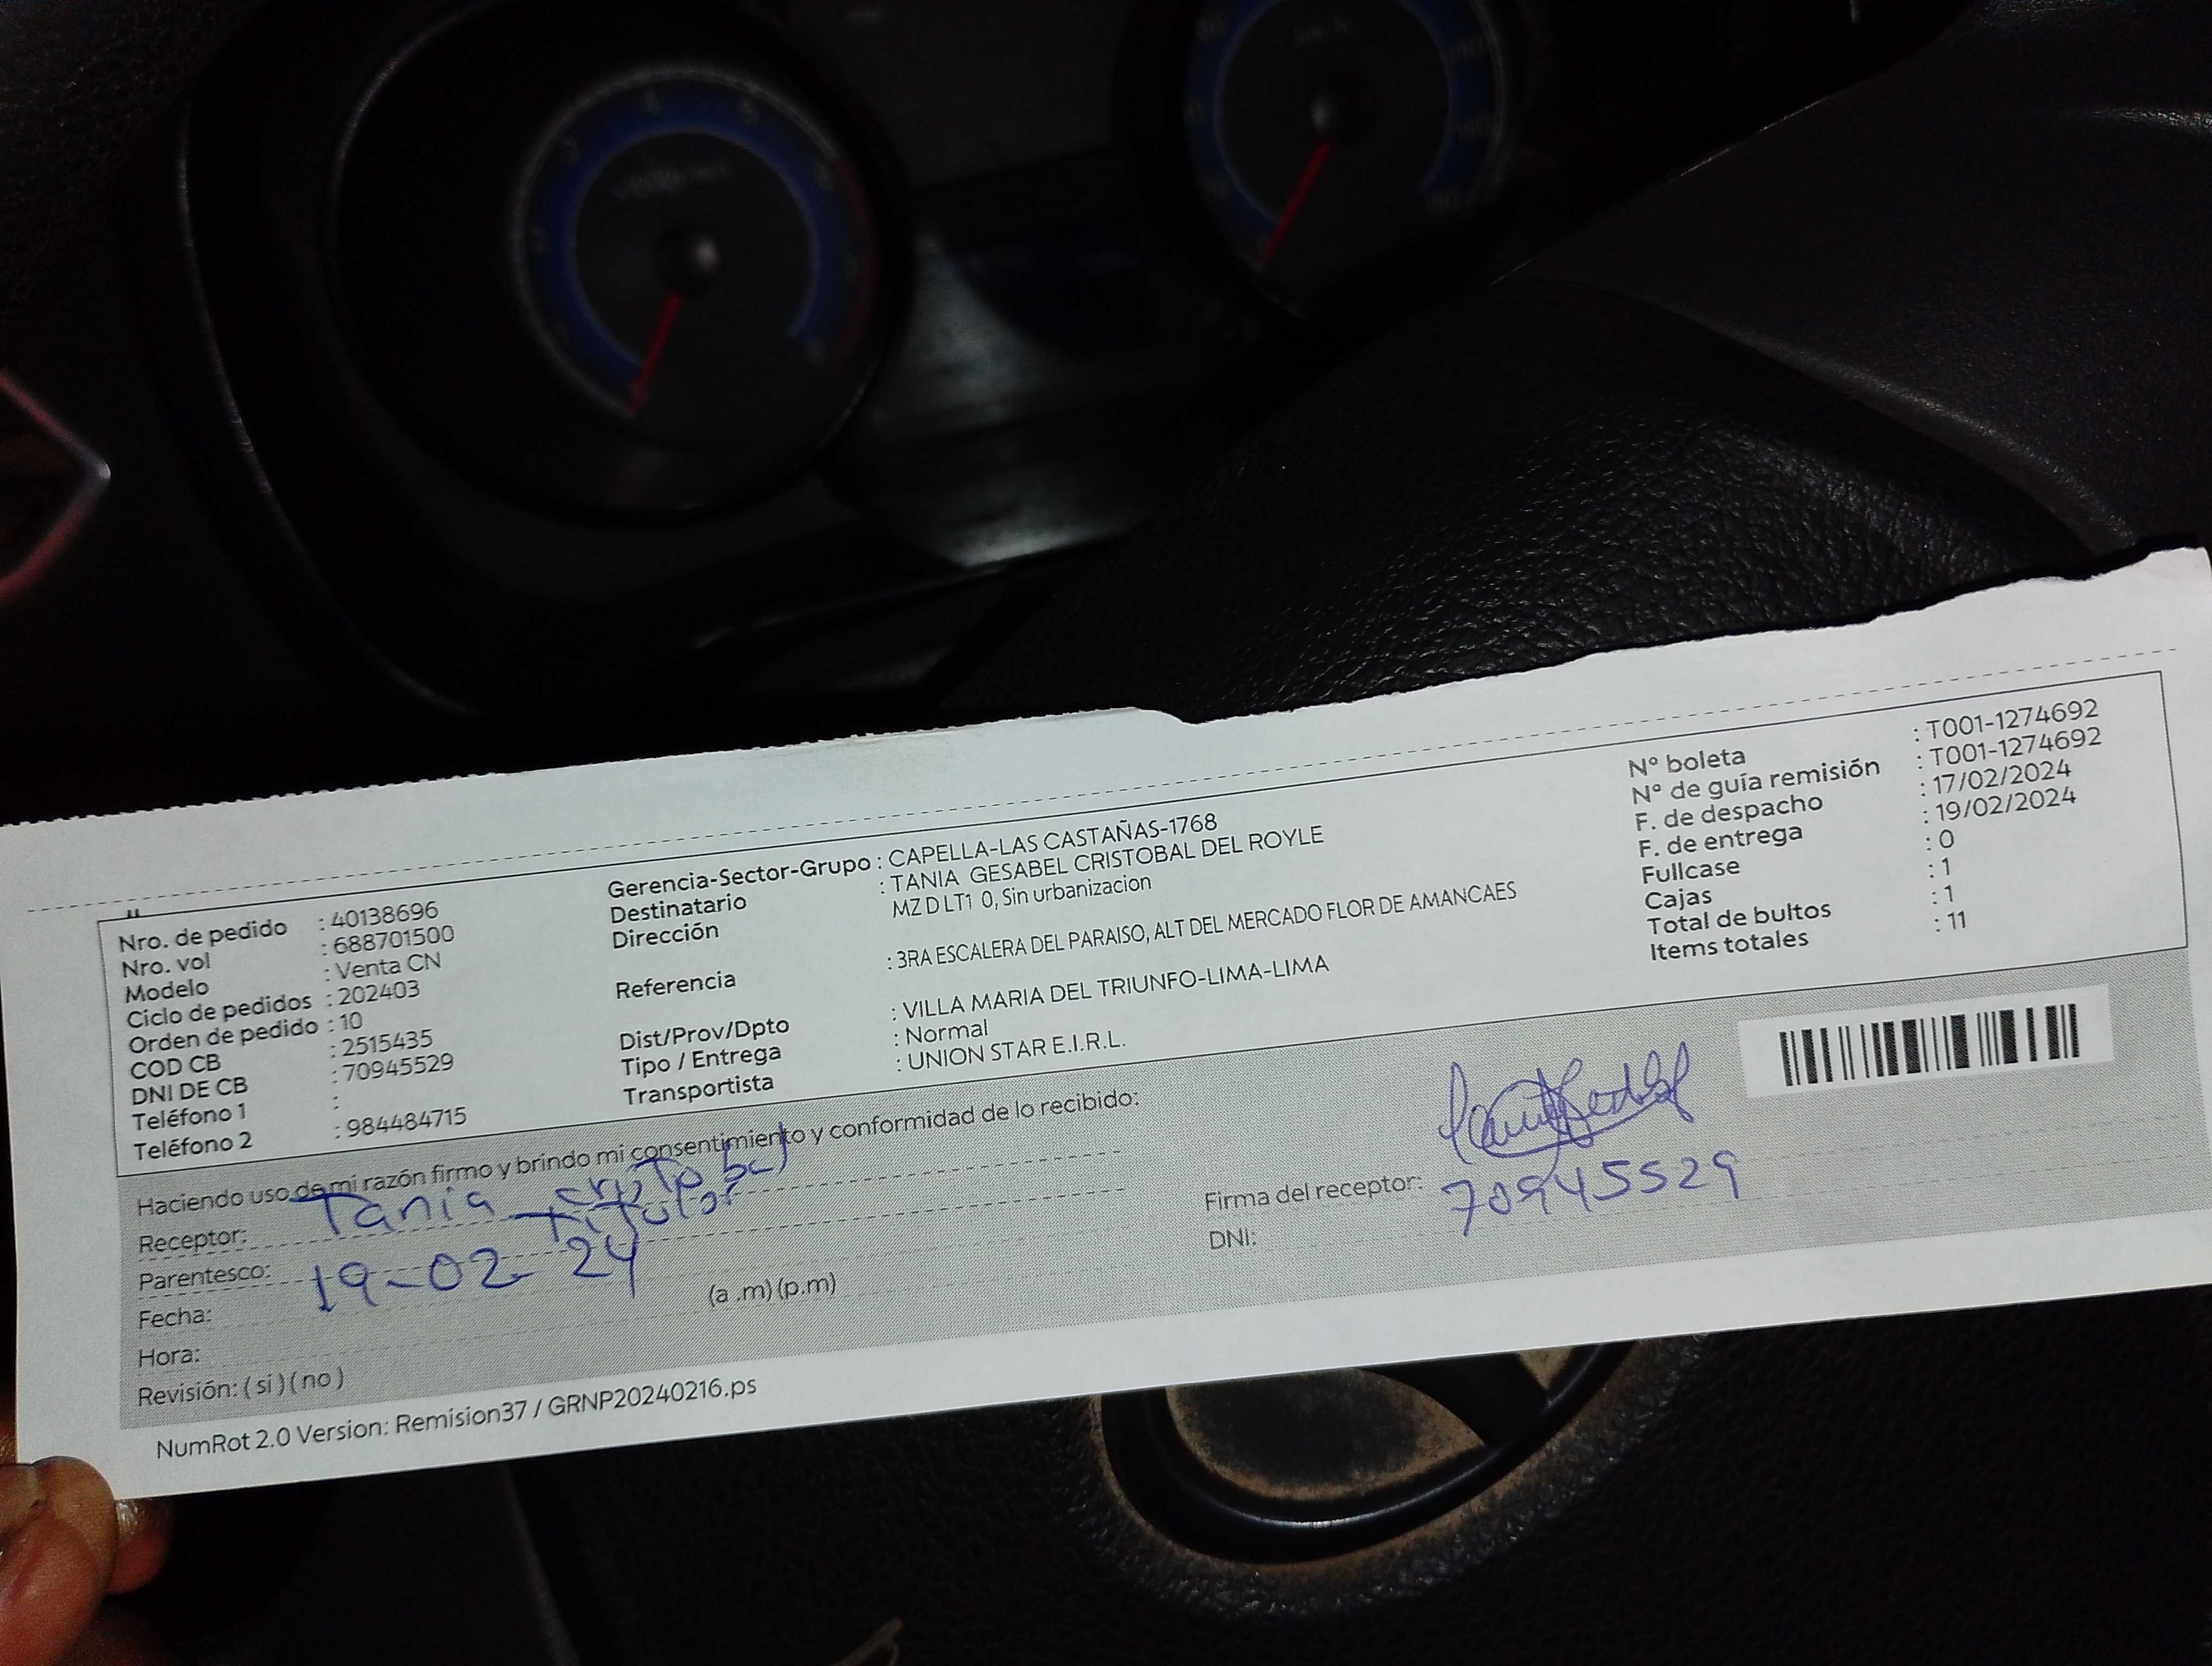 Nro. de pedido : 40138696
Nro. vol : 688701500
Modelo : Venta CN
Ciclo de pedidos : 202403
Orden de pedido : 10
COD CB : 2515435
DNI DE CB : 70945529
Teléfono 1 :
Teléfono 2 : 984484715
Gerencia-Sector-Grupo : CAPELLA-LAS CASTAÑAS-1768
Destinatario : TANIA GESABEL CRISTOBAL DEL ROYLE
Dirección MZ D LT1 0, Sin urbanizacion
Referencia : 3RA ESCALERA DEL PARAISO, ALT DEL MERCADO FLOR DE AMANCAES
Dist/Prov/Dpto : VILLA MARIA DEL TRIUNFO-LIMA-LIMA
Tipo / Entrega : Normal
Transportista : UNION STAR E.I.R.L.
N° boleta : T001-1274692
N° de guía remisión : T001-1274692
F. de despacho : 17/02/2024
F. de entrega : 19/02/2024
Fullcase : 0
Cajas : 1
Total de bultos : 1
Items totales : 11
Haciendo uso de mi razón firmo y brindo mi consentimiento y conformidad de lo recibido:
Receptor: Tania
Parentesco: Titular
Fecha: 19-02-24
Hora: (a .m) (p.m)
Revisión: ( si ) ( no )
Firma del receptor:
DNI: 70945529
NumRot 2.0 Version: Remision37 / GRNP20240216.ps